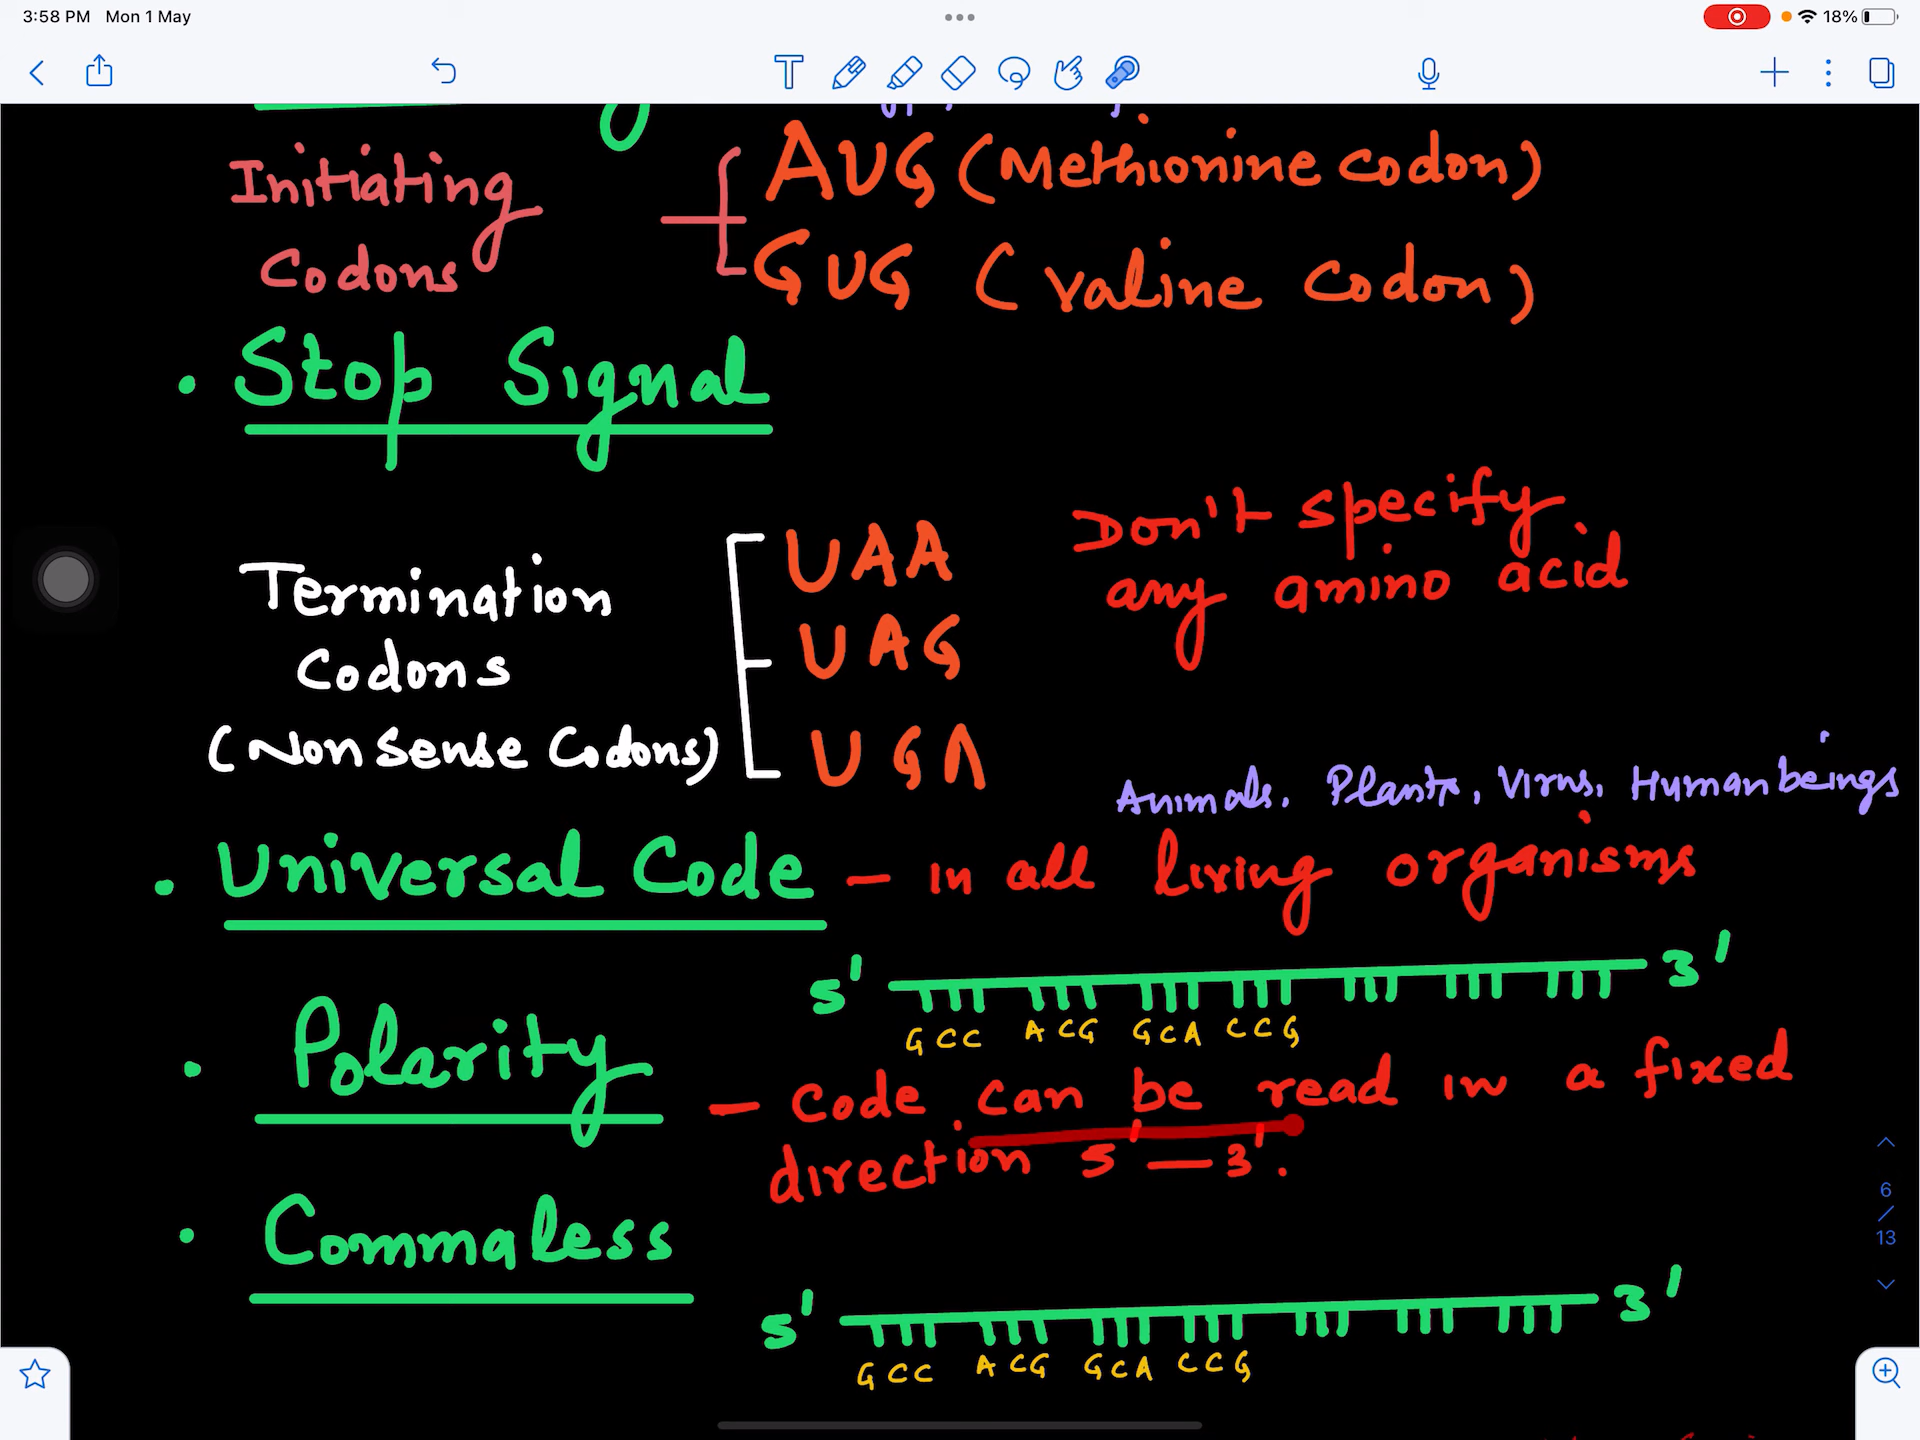 3:58 PM Mon 1 May
18%
Initiating
Codons
AUG (Methionine codon)
GUG (Valine codon)
• Stop Signal
Termination
Codons
(Non Sense Codons)
UAA
UAG
UGA
Don't specify
any amino acid
Animals, Plants, Virus, Human beings
• Universal Code — in all living organisms
5' 3'
GCC ACG GCA CCG
• Polarity
— Code can be read in a fixed
direction 5' — 3'.
• Commaless
5' 3'
GCC ACG GCA CCG
6
/
13